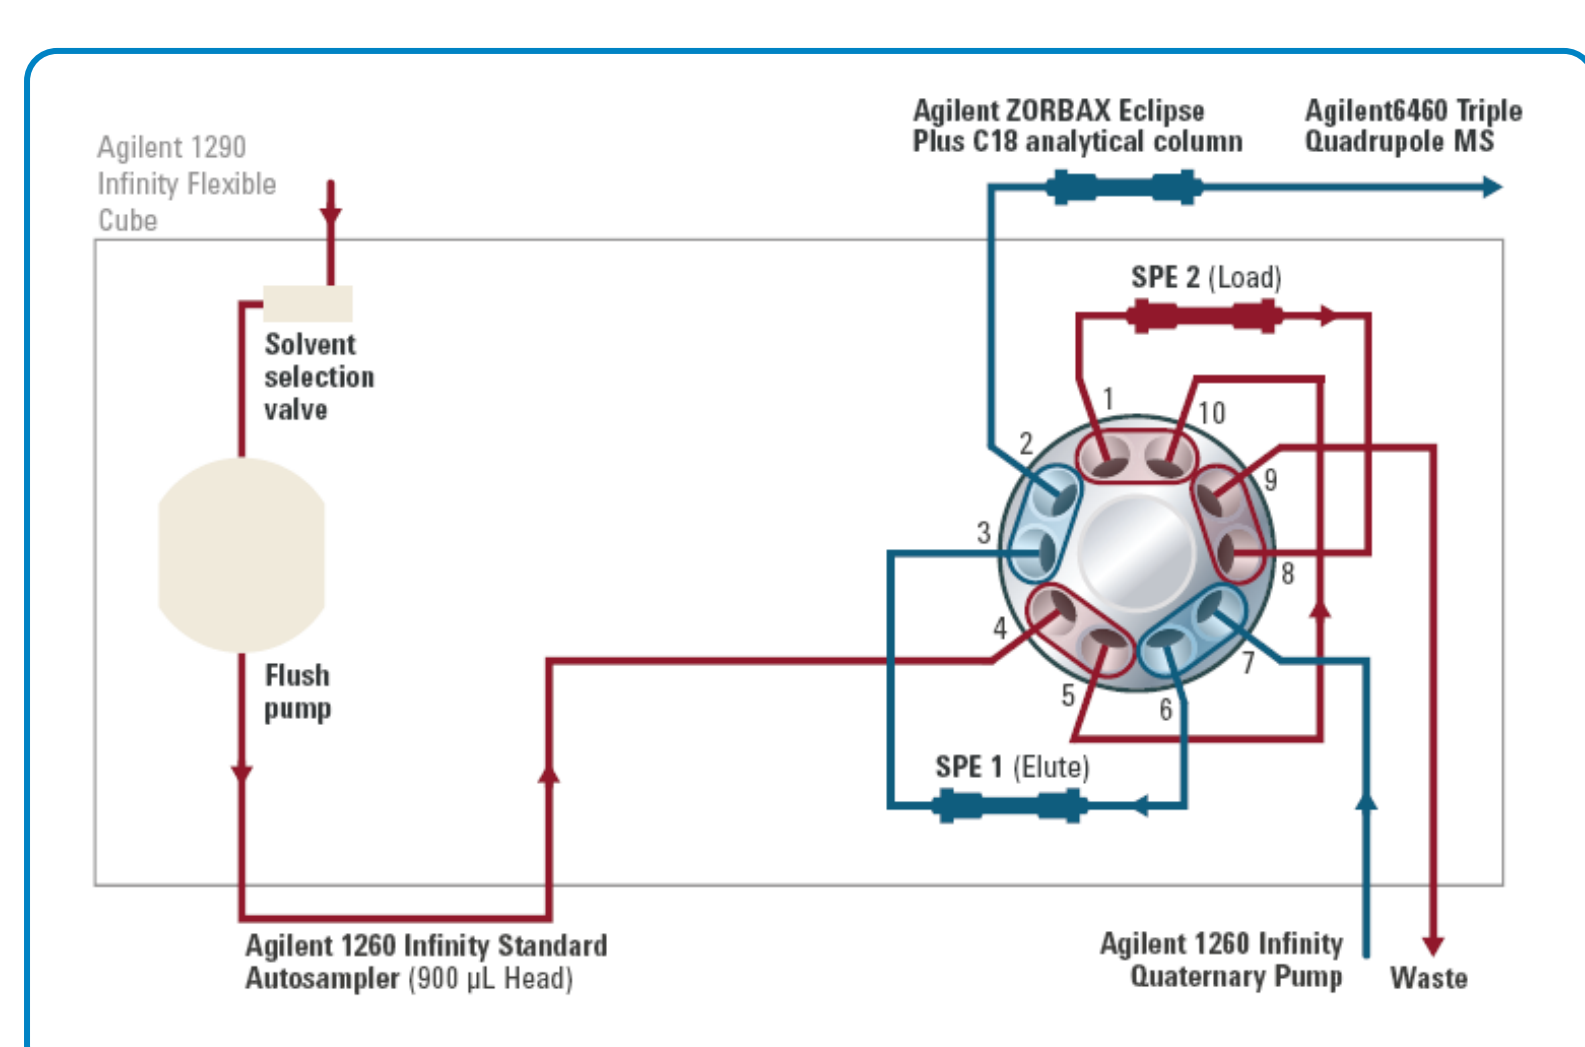 Agilent 1290
Infinity Flexible
Cube
Agilent ZORBAX Eclipse
Plus C18 analytical column
Agilent6460 Triple
Quadrupole MS
Solvent
selection
valve
SPE 2 (Load)
1
10
2
9
3
8
4
7
5
6
Flush
pump
SPE 1 (Elute)
Agilent 1260 Infinity Standard
Autosampler (900 µL Head)
Agilent 1260 Infinity
Quaternary Pump
Waste